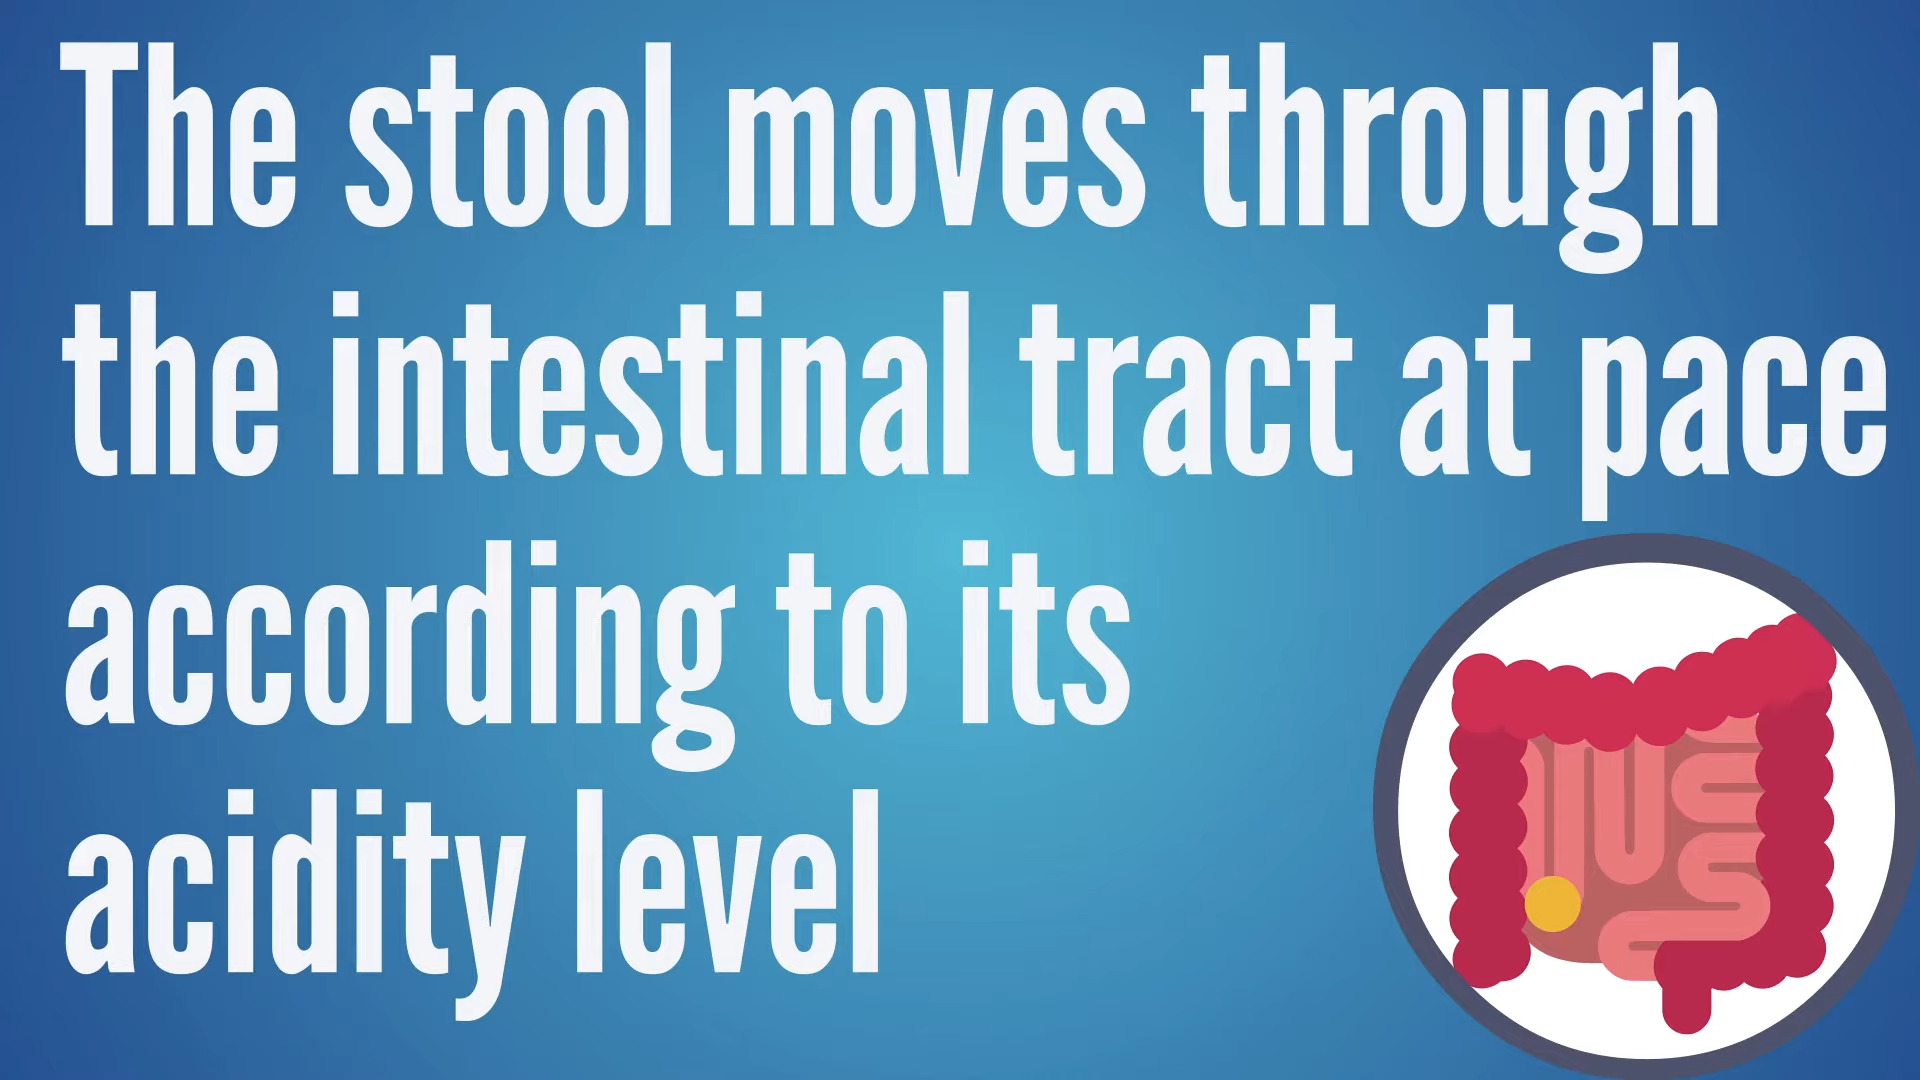 The stool moves through
the intestinal tract at pace
according to its
acidity level